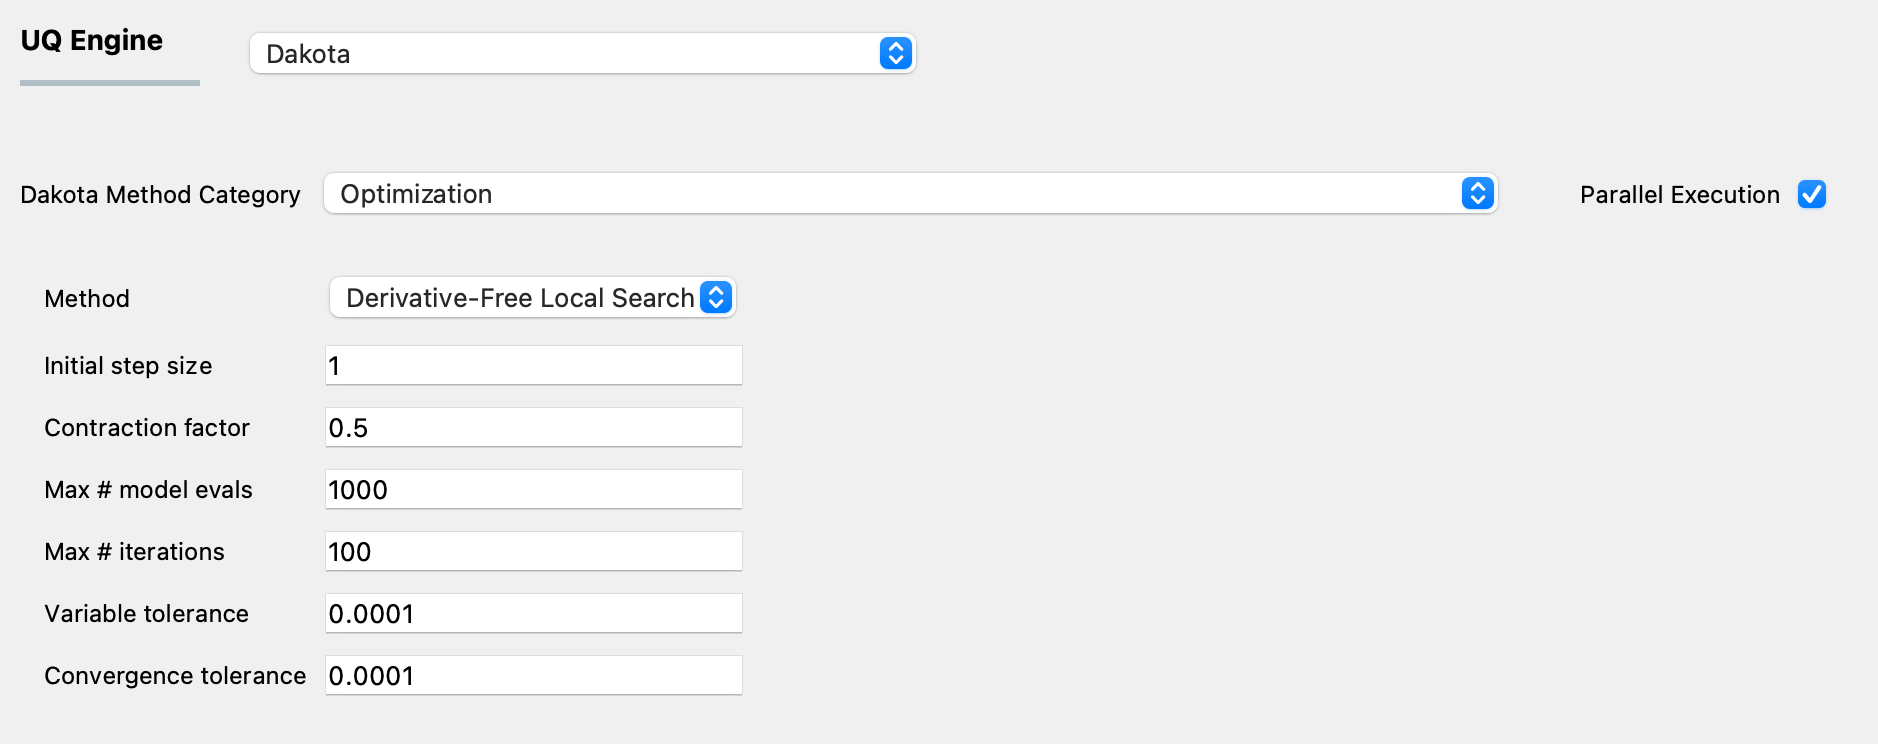 UQ Engine Dakota
Dakota Method Category Optimization Parallel Execution
Method Derivative-Free Local Search
Initial step size 1
Contraction factor 0.5
Max # model evals 1000
Max # iterations 100
Variable tolerance 0.0001
Convergence tolerance 0.0001